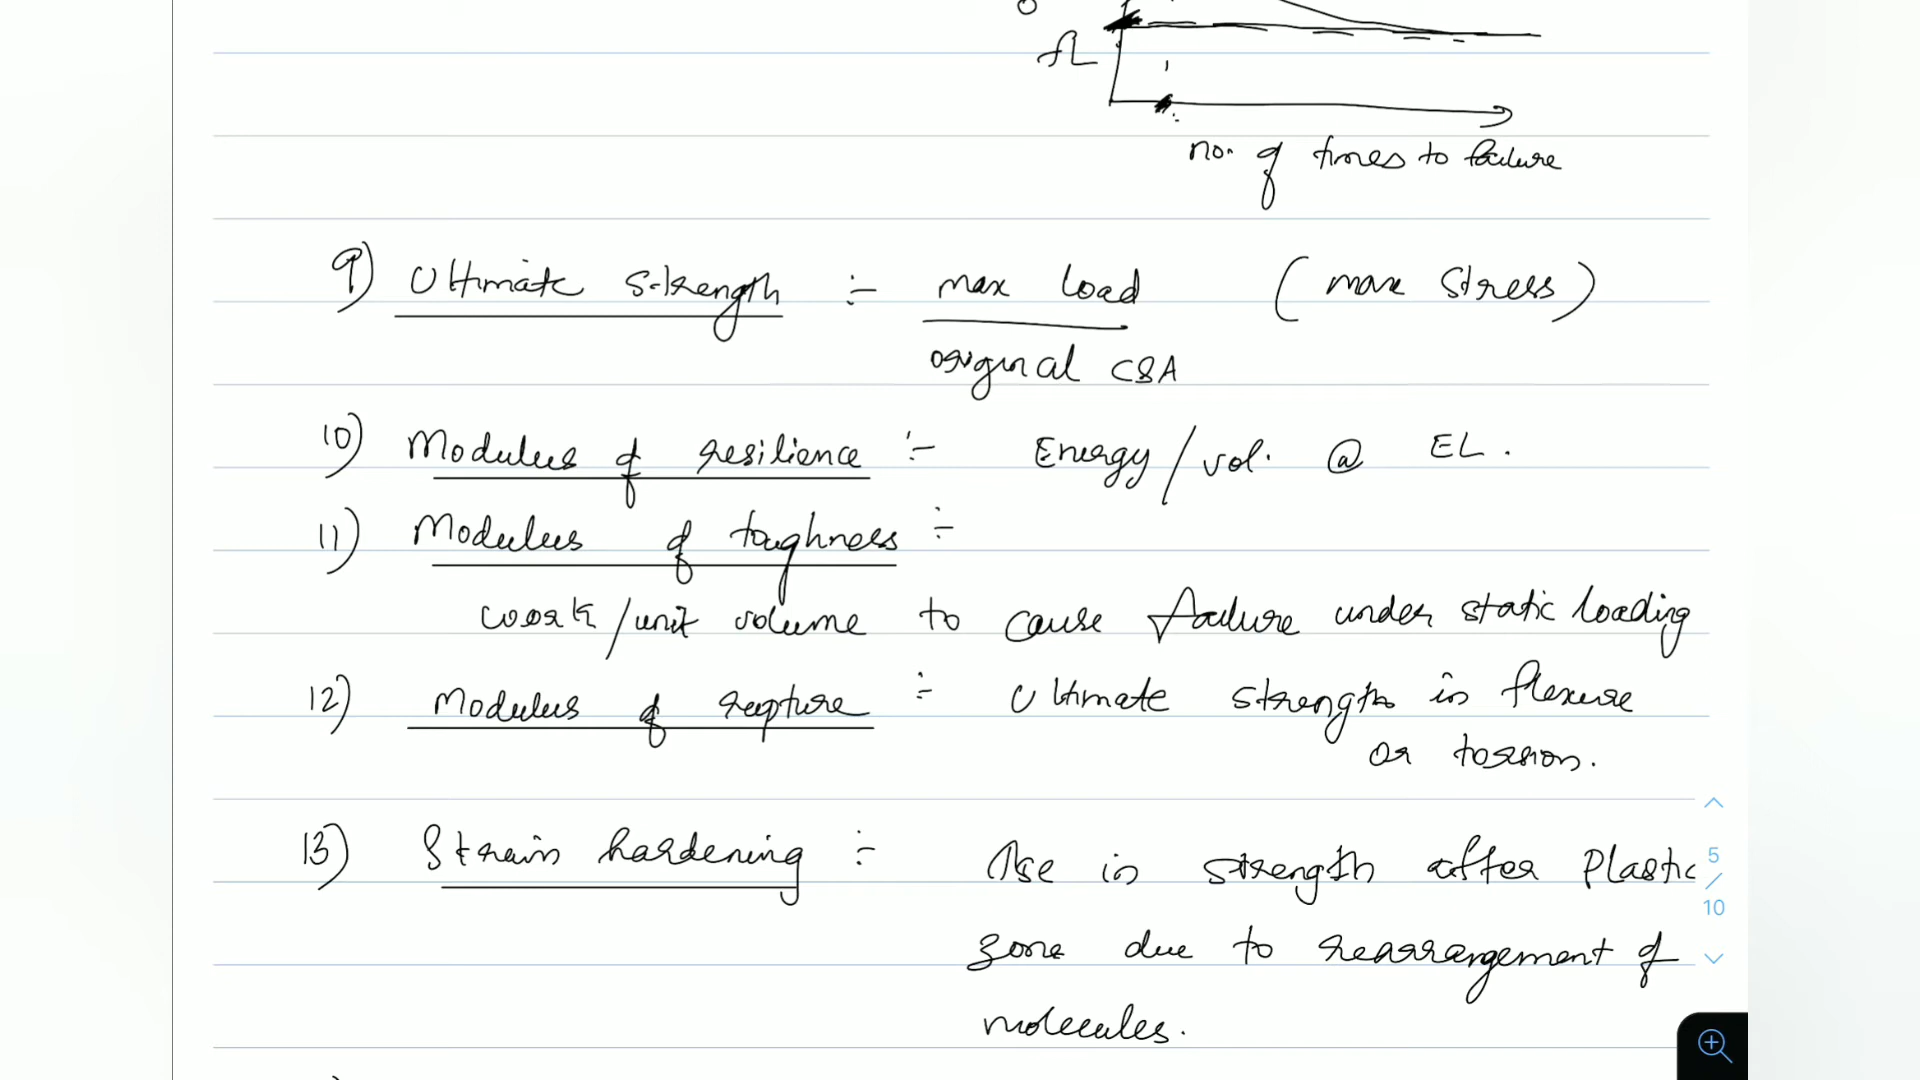 σ
fL
no. of times to failure
9) Ultimate strength :- max load (max stress)
original CSA
10) Modulus of resilience :- Energy/vol. @ EL.
11) Modulus of toughness :-
work/unit volume to cause failure under static loading
12) Modulus of rupture :- Ultimate strength in flexure
or torsion.
13) Strain hardening :- Rise in strength after Plastic
zone due to rearrangement of
molecules.
5
/
10